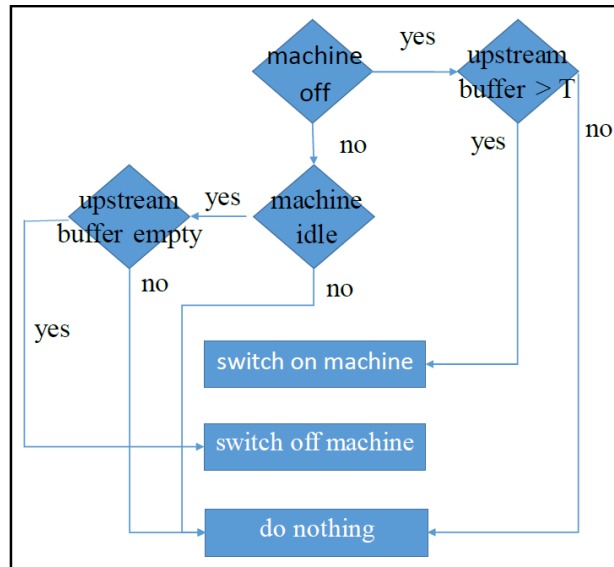 machine
off
yes
upstream
buffer > T
no
yes
no
upstream
buffer empty
yes
machine
idle
no
no
yes
switch on machine
switch off machine
do nothing